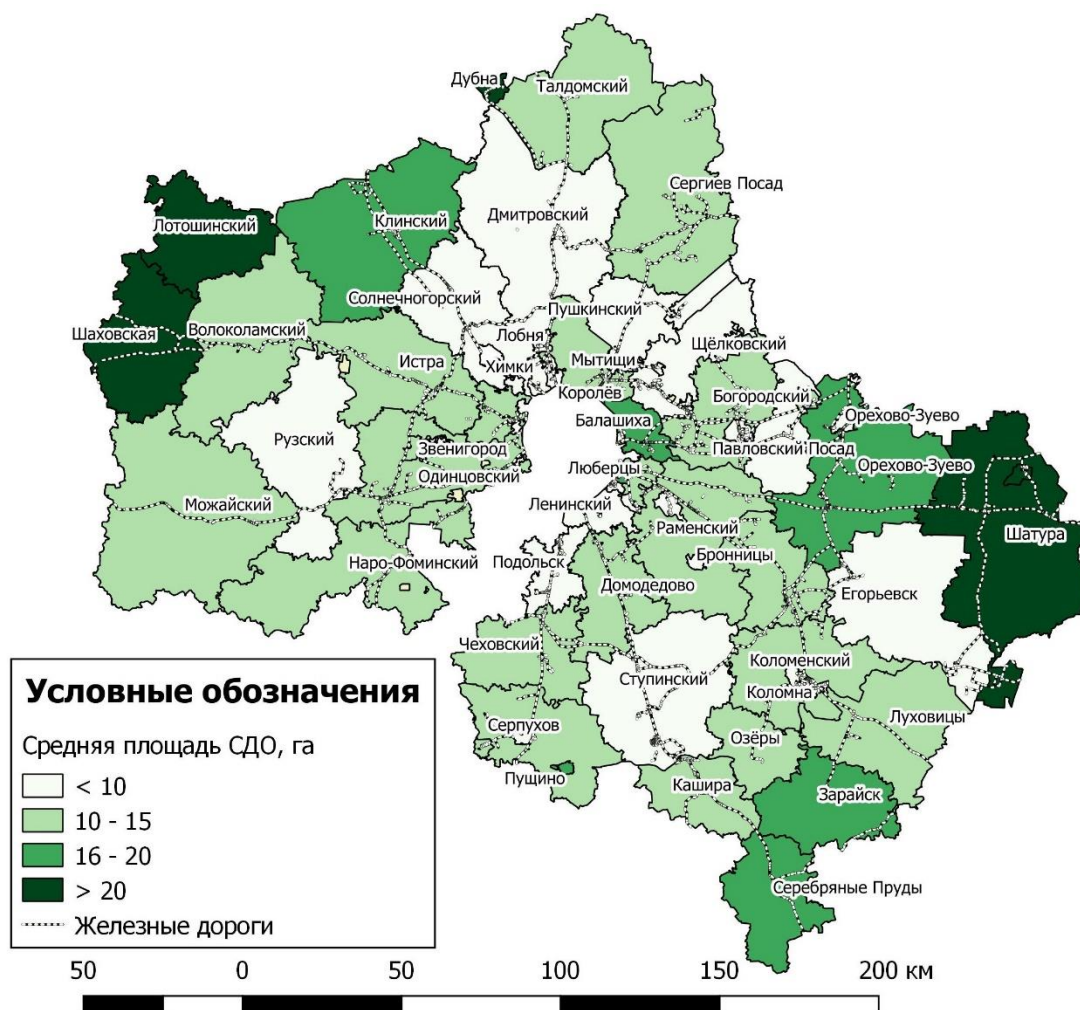 Дубна
Талдомский
Сергиев Посад
Лотошинский
Клинский
Дмитровский
Солнечногорский
Пушкинский
Шаховская
Волоколамский
Лобня
Щёлковский
Истра
Химки
Мытищи
Королёв
Богородский
Орехово-Зуево
Балашиха
Рузский
Звенигород
Павловский Посад
Орехово-Зуево
Одинцовский
Люберцы
Можайский
Ленинский
Раменский
Шатура
Наро-Фоминский
Подольск
Бронницы
Домодедово
Егорьевск
Чеховский
Коломенский
Ступинский
Коломна
Луховицы
Серпухов
Озёры
Пущино
Кашира
Зарайск
Серебряные Пруды
Условные обозначения
Средняя площадь СДО, га
< 10
10 - 15
16 - 20
> 20
Железные дороги
50 0 50 100 150 200 км